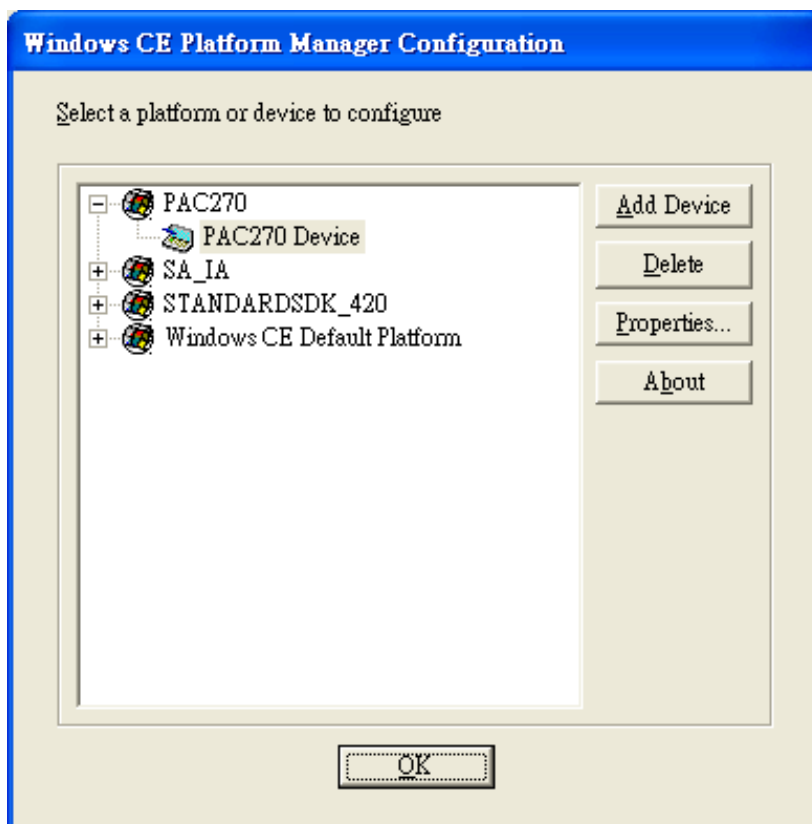 Windows CE Platform Manager Configuration
Select a platform or device to configure
PAC270
PAC270 Device
SA_IA
STANDARDSDK_420
Windows CE Default Platform
Add Device
Delete
Properties...
About
OK